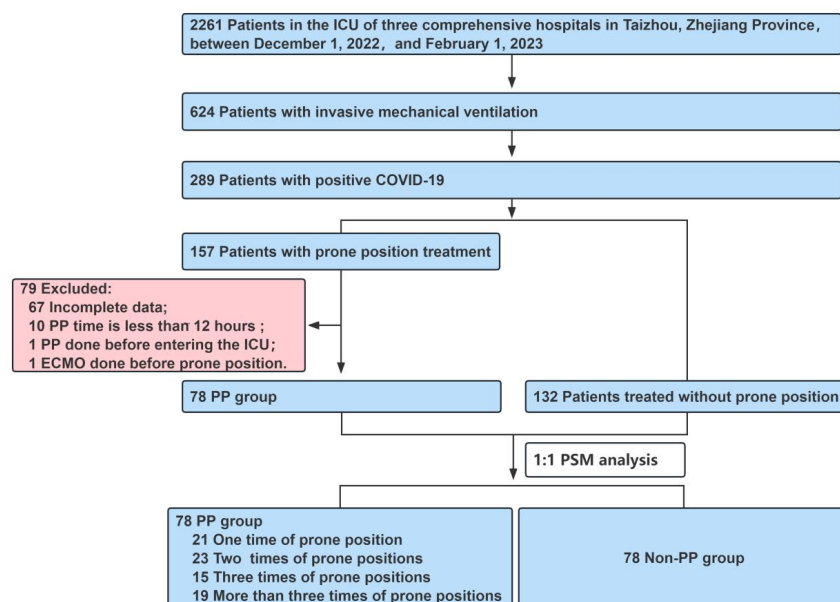 2261 Patients in the ICU of three comprehensive hospitals in Taizhou, Zhejiang Province,
between December 1, 2022, and February 1, 2023
624 Patients with invasive mechanical ventilation
289 Patients with positive COVID-19
157 Patients with prone position treatment
79 Excluded:
67 Incomplete data;
10 PP time is less than 12 hours ;
1 PP done before entering the ICU;
1 ECMO done before prone position.
78 PP group
132 Patients treated without prone position
1:1 PSM analysis
78 PP group
21 One time of prone position
23 Two times of prone positions
15 Three times of prone positions
19 More than three times of prone positions
78 Non-PP group